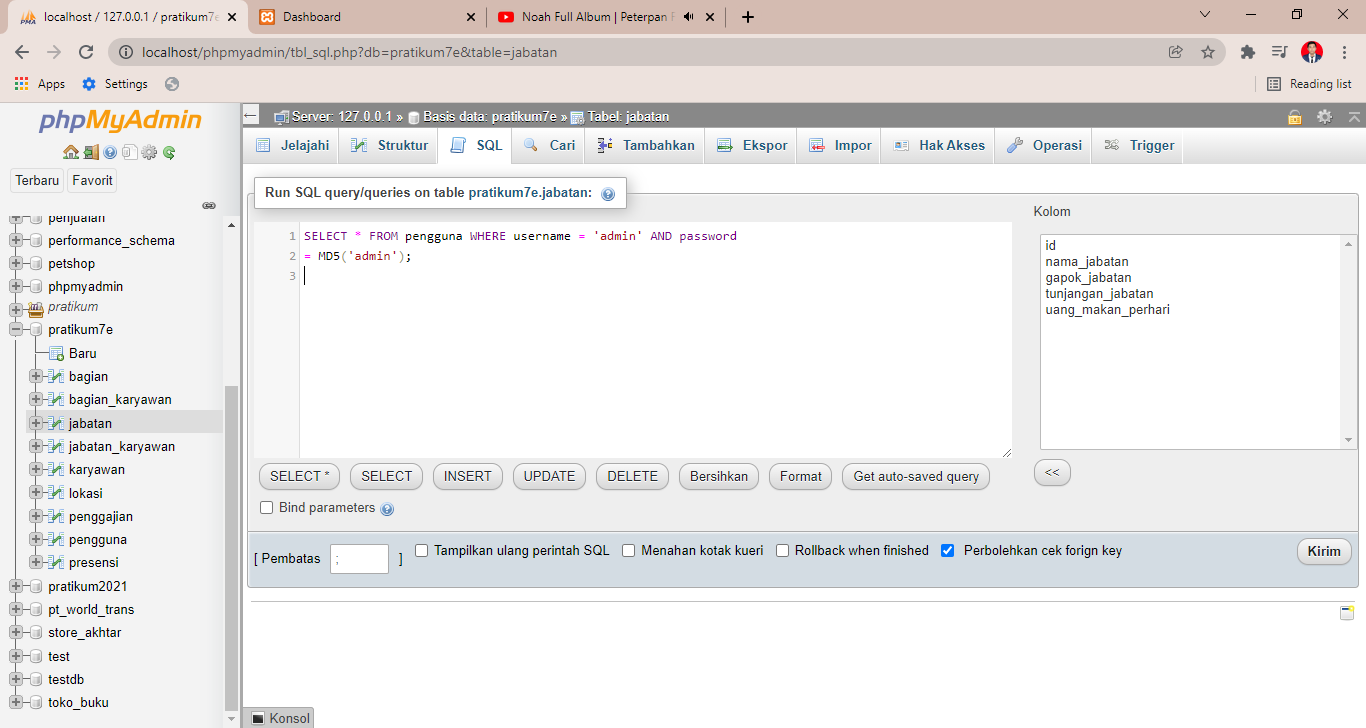 localhost / 127.0.0.1 / pratikum7e
Dashboard
Noah Full Album | Peterpan F
localhost/phpmyadmin/tbl_sql.php?db=pratikum7e&table=jabatan
Apps
Settings
Reading list
phpMyAdmin
Terbaru
Favorit
penjualan
performance_schema
petshop
phpmyadmin
pratikum
pratikum7e
Baru
bagian
bagian_karyawan
jabatan
jabatan_karyawan
karyawan
lokasi
penggajian
pengguna
presensi
pratikum2021
pt_world_trans
store_akhtar
test
testdb
toko_buku
Server: 127.0.0.1 » Basis data: pratikum7e » Tabel: jabatan
Jelajahi
Struktur
SQL
Cari
Tambahkan
Ekspor
Impor
Hak Akses
Operasi
Trigger
Run SQL query/queries on table pratikum7e.jabatan:
1 SELECT * FROM pengguna WHERE username = 'admin' AND password
2 = MD5('admin');
3
Kolom
id
nama_jabatan
gapok_jabatan
tunjangan_jabatan
uang_makan_perhari
<<
SELECT *
SELECT
INSERT
UPDATE
DELETE
Bersihkan
Format
Get auto-saved query
Bind parameters
[ Pembatas ; ]
Tampilkan ulang perintah SQL
Menahan kotak kueri
Rollback when finished
Perbolehkan cek forign key
Kirim
Konsol